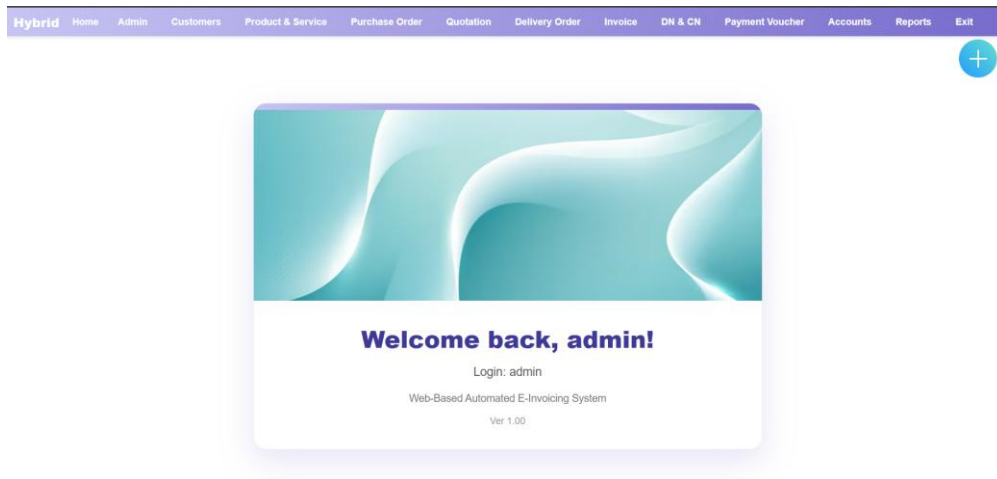 Hybrid Home Admin Customers Product & Service Purchase Order Quotation Delivery Order Invoice DN & CN Payment Voucher Accounts Reports Exit
Welcome back, admin!
Login: admin
Web-Based Automated E-Invoicing System
Ver 1.00